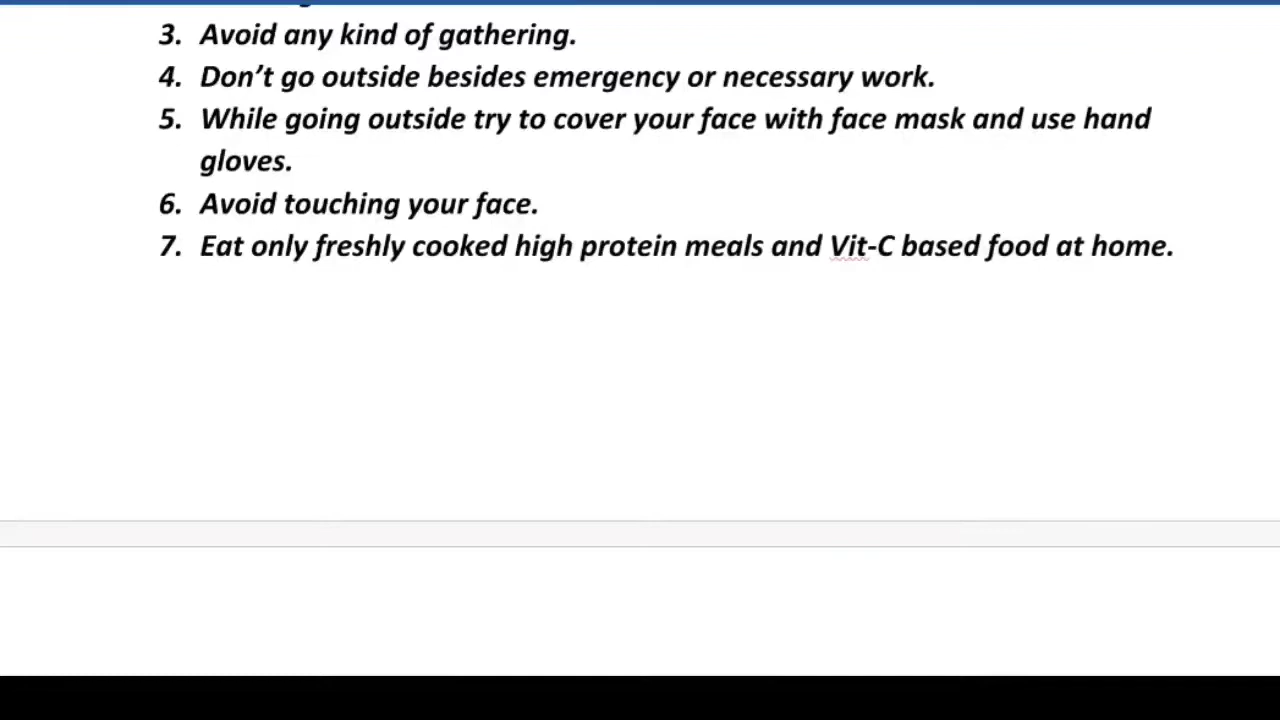 3. Avoid any kind of gathering.
4. Don’t go outside besides emergency or necessary work.
5. While going outside try to cover your face with face mask and use hand
gloves.
6. Avoid touching your face.
7. Eat only freshly cooked high protein meals and Vit-C based food at home.